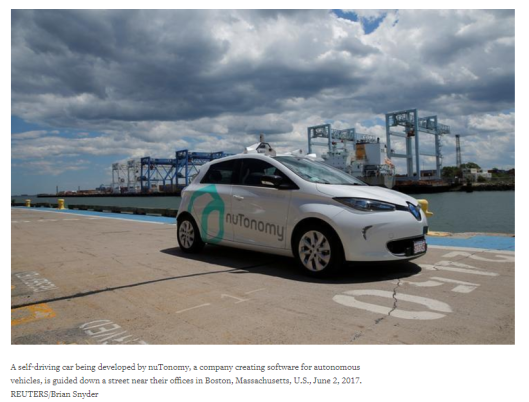 nuTonomy
A self-driving car being developed by nuTonomy, a company creating software for autonomous
vehicles, is guided down a street near their offices in Boston, Massachusetts, U.S., June 2, 2017.
REUTERS/Brian Snyder